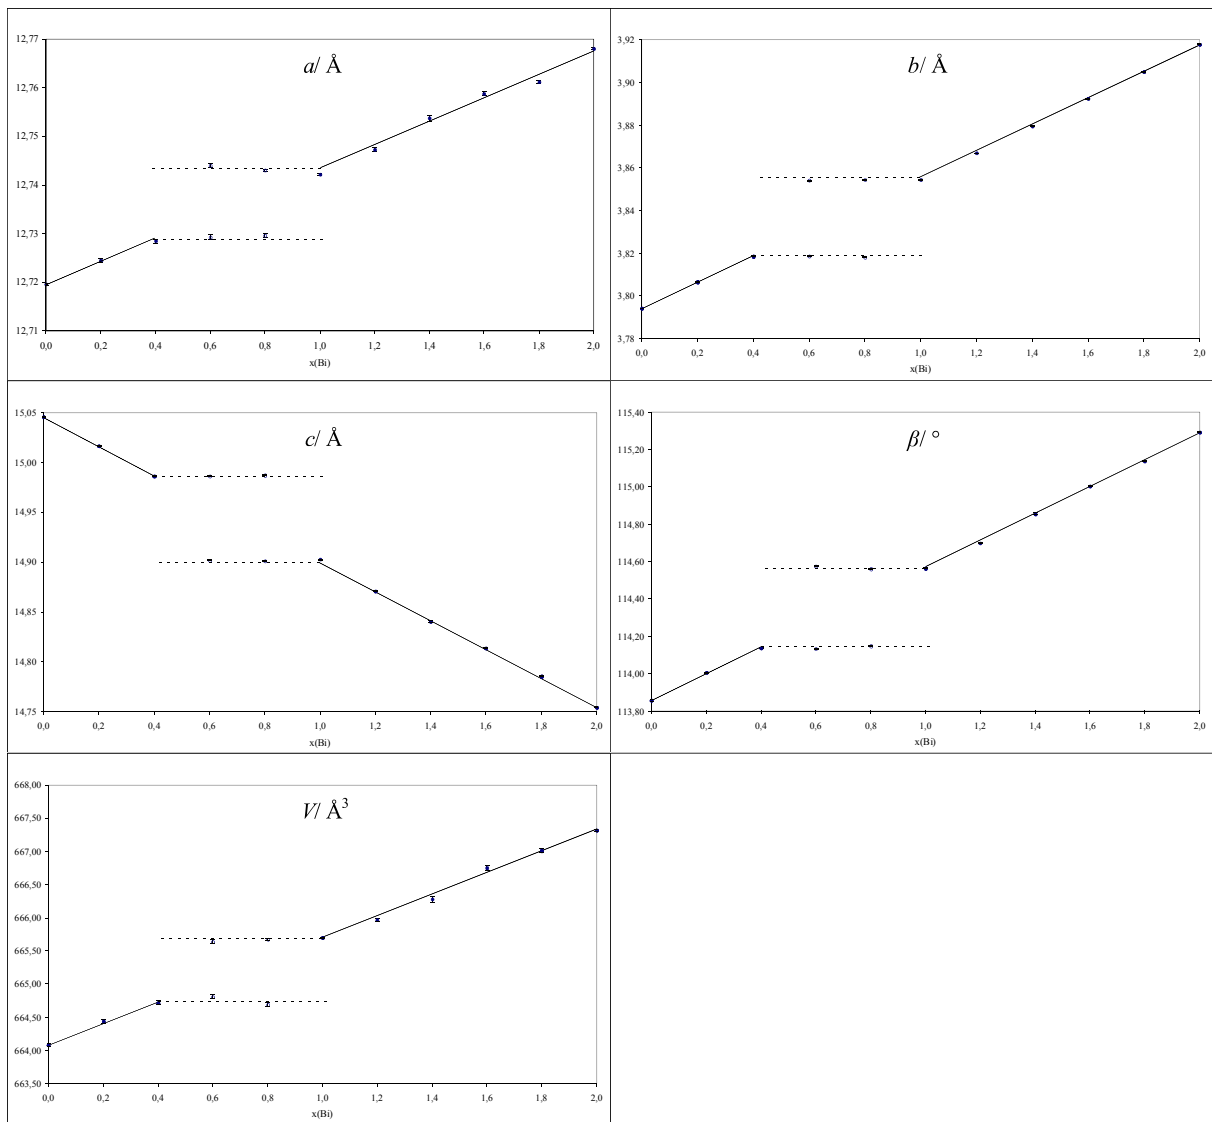 a/ Å
12,77
12,76
12,75
12,74
12,73
12,72
12,71
0,0 0,2 0,4 0,6 0,8 1,0 1,2 1,4 1,6 1,8 2,0
x(Bi)
b/ Å
3,92
3,90
3,88
3,86
3,84
3,82
3,80
3,78
0,0 0,2 0,4 0,6 0,8 1,0 1,2 1,4 1,6 1,8 2,0
x(Bi)
c/ Å
15,05
15,00
14,95
14,90
14,85
14,80
14,75
0,0 0,2 0,4 0,6 0,8 1,0 1,2 1,4 1,6 1,8 2,0
x(Bi)
β/ °
115,40
115,20
115,00
114,80
114,60
114,40
114,20
114,00
113,80
0,0 0,2 0,4 0,6 0,8 1,0 1,2 1,4 1,6 1,8 2,0
x(Bi)
V/ Å³
668,00
667,50
667,00
666,50
666,00
665,50
665,00
664,50
664,00
663,50
0,0 0,2 0,4 0,6 0,8 1,0 1,2 1,4 1,6 1,8 2,0
x(Bi)